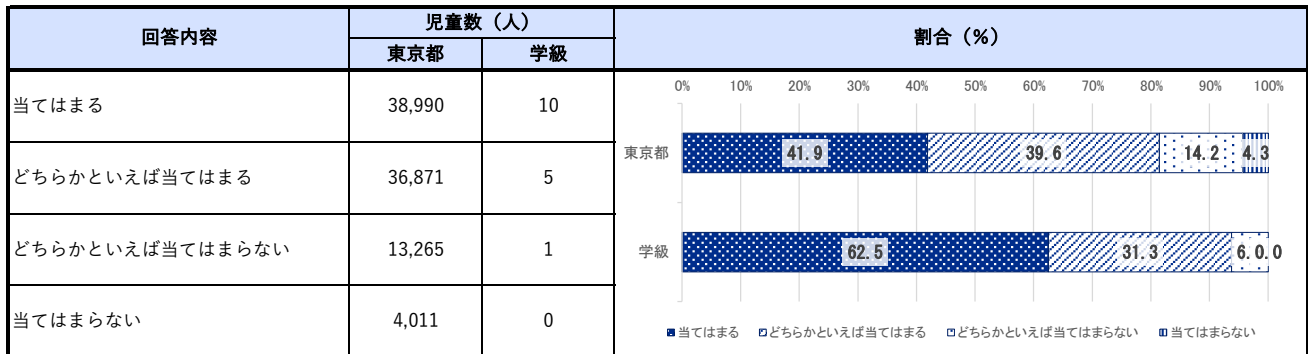 回答内容
児童数（人）
東京都
学級
割合（％）
当てはまる
38,990
10
どちらかといえば当てはまる
36,871
5
どちらかといえば当てはまらない
13,265
1
当てはまらない
4,011
0
0% 10% 20% 30% 40% 50% 60% 70% 80% 90% 100%
東京都
41.9 39.6 14.2 4.3
学級
62.5 31.3 6.0.0
当てはまる どちらかといえば当てはまる どちらかといえば当てはまらない 当てはまらない